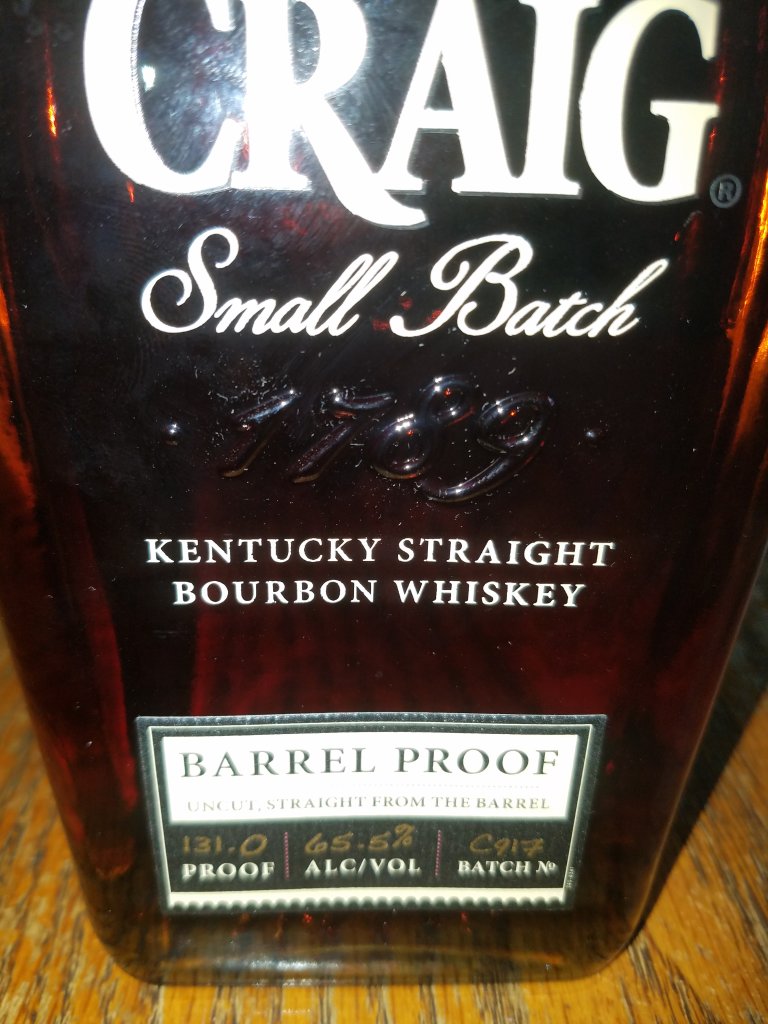 CRAIG®
Small Batch
· 1789 ·
KENTUCKY STRAIGHT
BOURBON WHISKEY
BARREL PROOF
UNCUT, STRAIGHT FROM THE BARREL
131.0 65.5% C917
PROOF ALC/VOL BATCH №